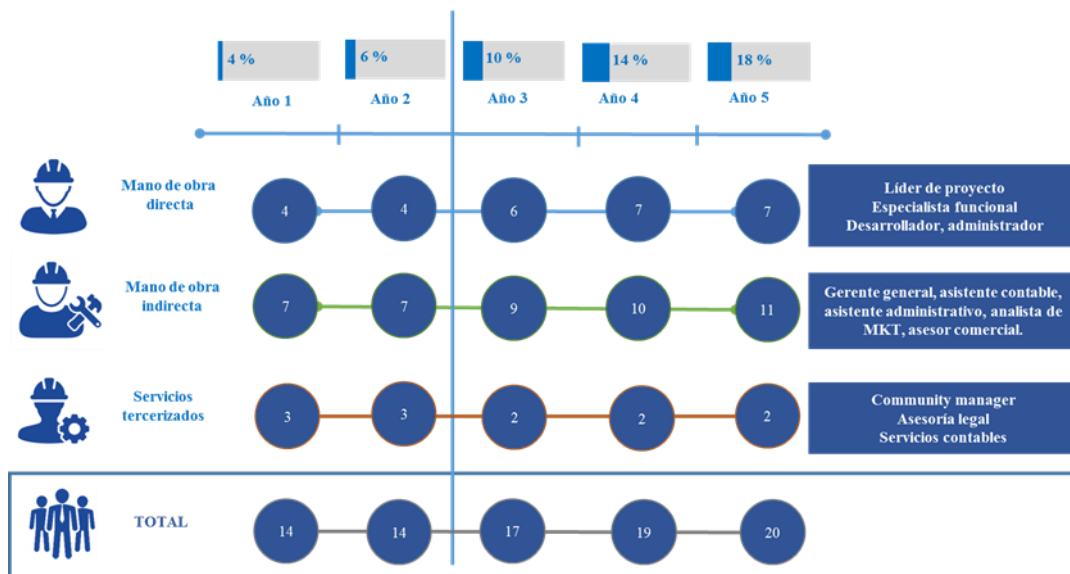 4 %
6 %
10 %
14 %
18 %
Año 1
Año 2
Año 3
Año 4
Año 5
Mano de obra
directa
4
4
6
7
7
Líder de proyecto
Especialista funcional
Desarrollador, administrador
Mano de obra
indirecta
7
7
9
10
11
Gerente general, asistente contable,
asistente administrativo, analista de
MKT, asesor comercial.
Servicios
tercerizados
3
3
2
2
2
Community manager
Asesoría legal
Servicios contables
TOTAL
14
14
17
19
20